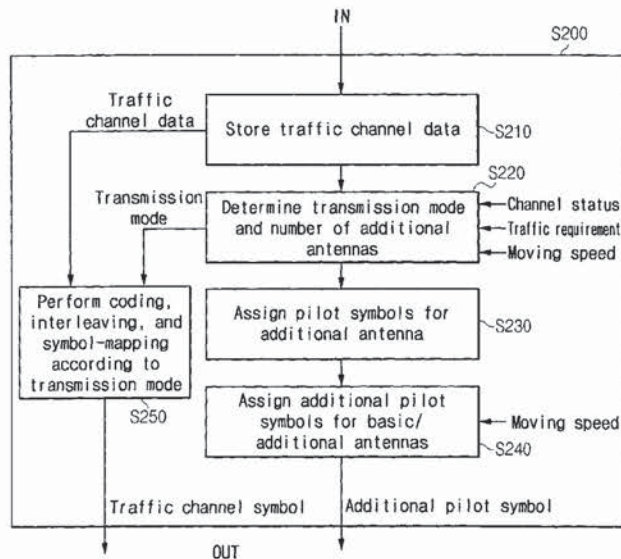 IN
S200
Traffic
channel data
Store traffic channel data
S210
S220
Transmission
mode
Determine transmission mode
and number of additional
antennas
Channel status
Traffic requirement
Moving speed
Perform coding,
interleaving, and
symbol-mapping
according to
transmission mode
S250
Assign pilot symbols for
additional antenna
S230
Assign additional pilot
symbols for basic/
additional antennas
Moving speed
S240
Traffic channel symbol
Additional pilot symbol
OUT